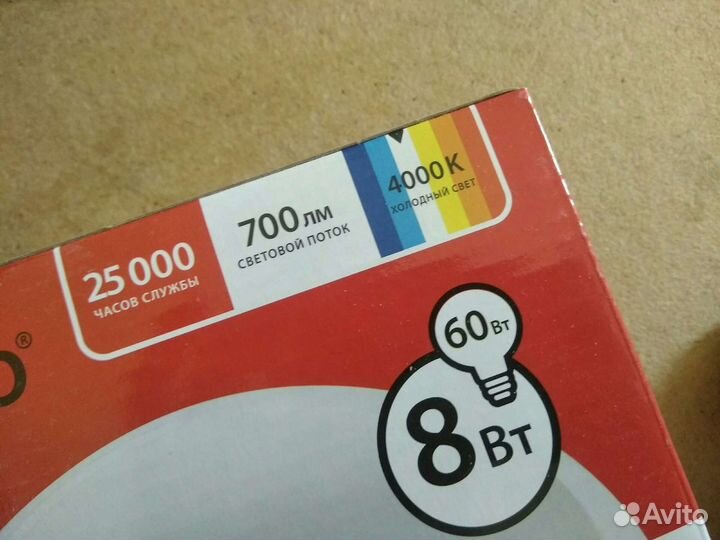 25 000
ЧАСОВ СЛУЖБЫ
700 лм
СВЕТОВОЙ ПОТОК
4000 К
ХОЛОДНЫЙ СВЕТ
®
60 Вт
8 Вт
Avito